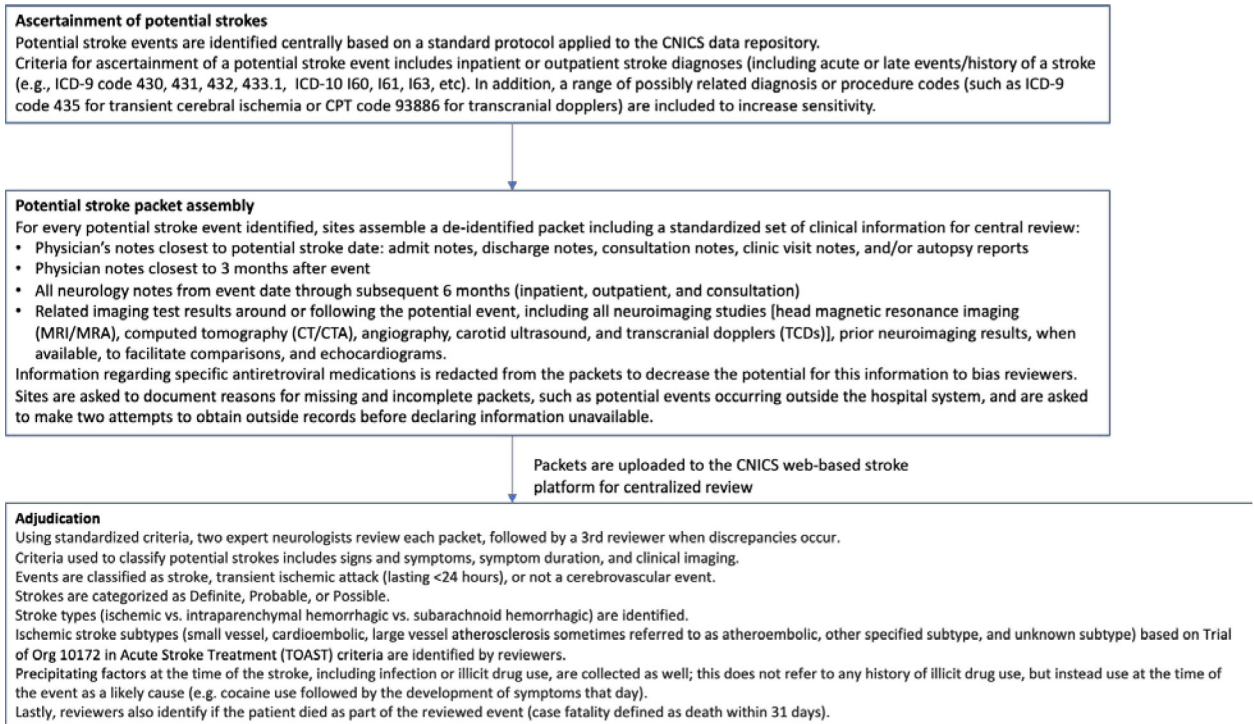 Ascertainment of potential strokes
Potential stroke events are identified centrally based on a standard protocol applied to the CNICS data repository.
Criteria for ascertainment of a potential stroke event includes inpatient or outpatient stroke diagnoses (including acute or late events/history of a stroke
(e.g., ICD-9 code 430, 431, 432, 433.1, ICD-10 I60, I61, I63, etc). In addition, a range of possibly related diagnosis or procedure codes (such as ICD-9
code 435 for transient cerebral ischemia or CPT code 93886 for transcranial dopplers) are included to increase sensitivity.
Potential stroke packet assembly
For every potential stroke event identified, sites assemble a de-identified packet including a standardized set of clinical information for central review:
• Physician's notes closest to potential stroke date: admit notes, discharge notes, consultation notes, clinic visit notes, and/or autopsy reports
• Physician notes closest to 3 months after event
• All neurology notes from event date through subsequent 6 months (inpatient, outpatient, and consultation)
• Related imaging test results around or following the potential event, including all neuroimaging studies [head magnetic resonance imaging
(MRI/MRA), computed tomography (CT/CTA), angiography, carotid ultrasound, and transcranial dopplers (TCDs)], prior neuroimaging results, when
available, to facilitate comparisons, and echocardiograms.
Information regarding specific antiretroviral medications is redacted from the packets to decrease the potential for this information to bias reviewers.
Sites are asked to document reasons for missing and incomplete packets, such as potential events occurring outside the hospital system, and are asked
to make two attempts to obtain outside records before declaring information unavailable.
Packets are uploaded to the CNICS web-based stroke
platform for centralized review
Adjudication
Using standardized criteria, two expert neurologists review each packet, followed by a 3rd reviewer when discrepancies occur.
Criteria used to classify potential strokes includes signs and symptoms, symptom duration, and clinical imaging.
Events are classified as stroke, transient ischemic attack (lasting <24 hours), or not a cerebrovascular event.
Strokes are categorized as Definite, Probable, or Possible.
Stroke types (ischemic vs. intraparenchymal hemorrhagic vs. subarachnoid hemorrhagic) are identified.
Ischemic stroke subtypes (small vessel, cardioembolic, large vessel atherosclerosis sometimes referred to as atheroembolic, other specified subtype, and unknown subtype) based on Trial
of Org 10172 in Acute Stroke Treatment (TOAST) criteria are identified by reviewers.
Precipitating factors at the time of the stroke, including infection or illicit drug use, are collected as well; this does not refer to any history of illicit drug use, but instead use at the time of
the event as a likely cause (e.g. cocaine use followed by the development of symptoms that day).
Lastly, reviewers also identify if the patient died as part of the reviewed event (case fatality defined as death within 31 days).